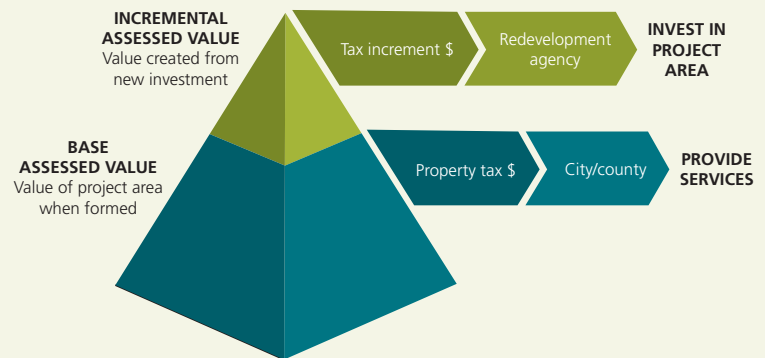 INCREMENTAL
ASSESSED VALUE
Value created from
new investment
Tax increment $
Redevelopment
agency
INVEST IN
PROJECT
AREA
BASE
ASSESSED VALUE
Value of project area
when formed
Property tax $
City/county
PROVIDE
SERVICES